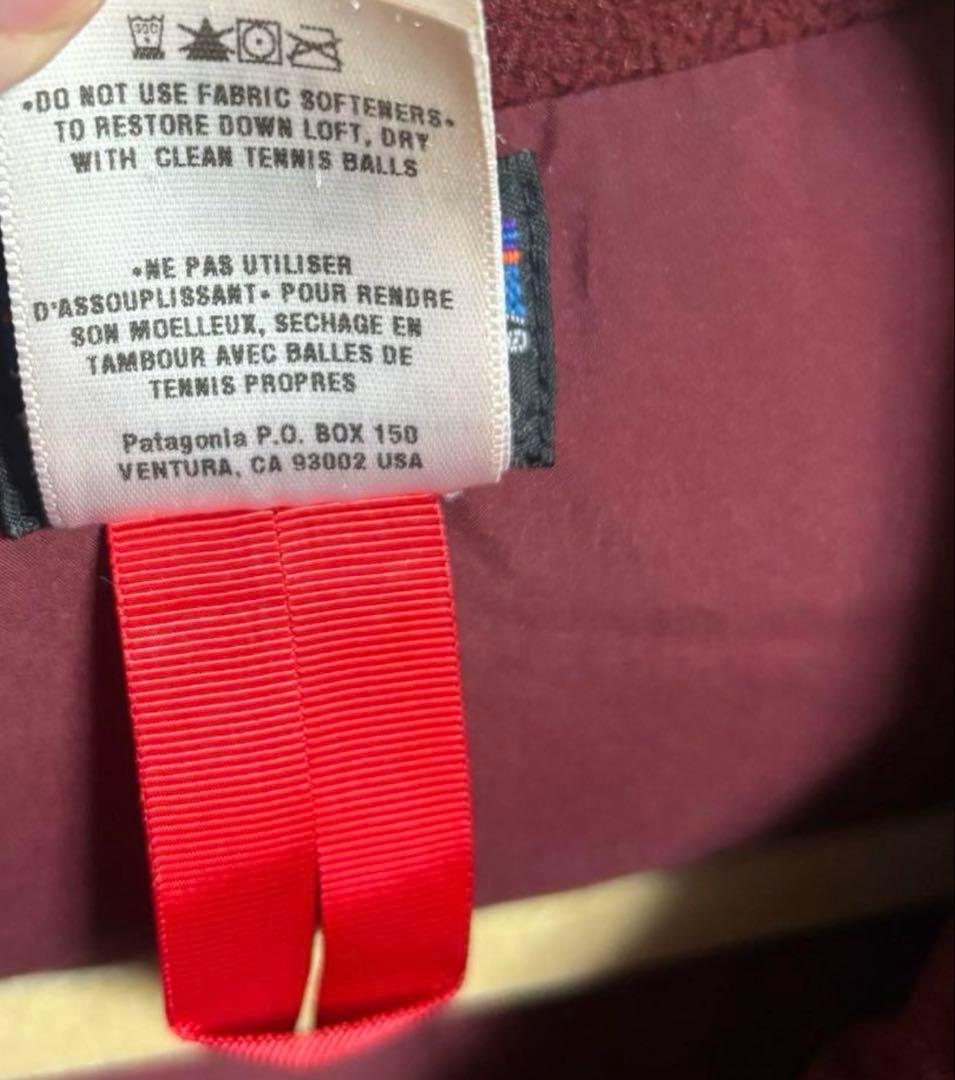 •DO NOT USE FABRIC SOFTENERS•
TO RESTORE DOWN LOFT, DRY
WITH CLEAN TENNIS BALLS
•NE PAS UTILISER
D'ASSOUPLISSANT• POUR RENDRE
SON MOELLEUX, SECHAGE EN
TAMBOUR AVEC BALLES DE
TENNIS PROPRES
Patagonia P.O. BOX 150
VENTURA, CA 93002 USA